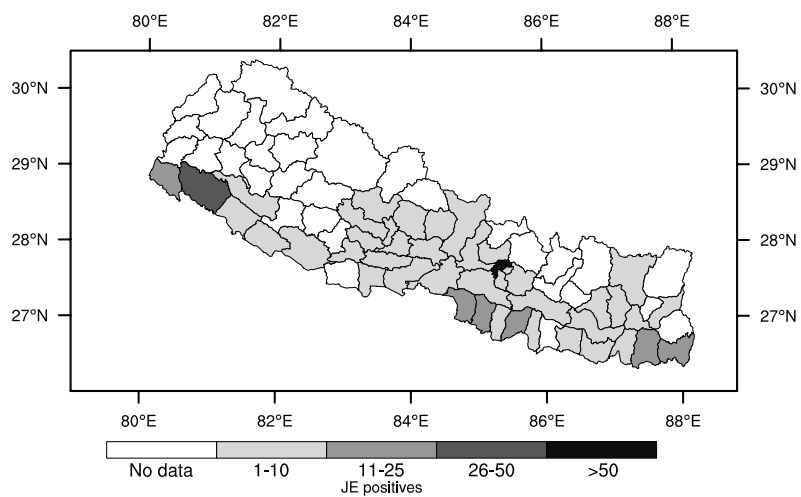 80°E 82°E 84°E 86°E 88°E
30°N 30°N
29°N 29°N
28°N 28°N
27°N 27°N
80°E 82°E 84°E 86°E 88°E
No data 1-10 11-25 26-50 >50
JE positives